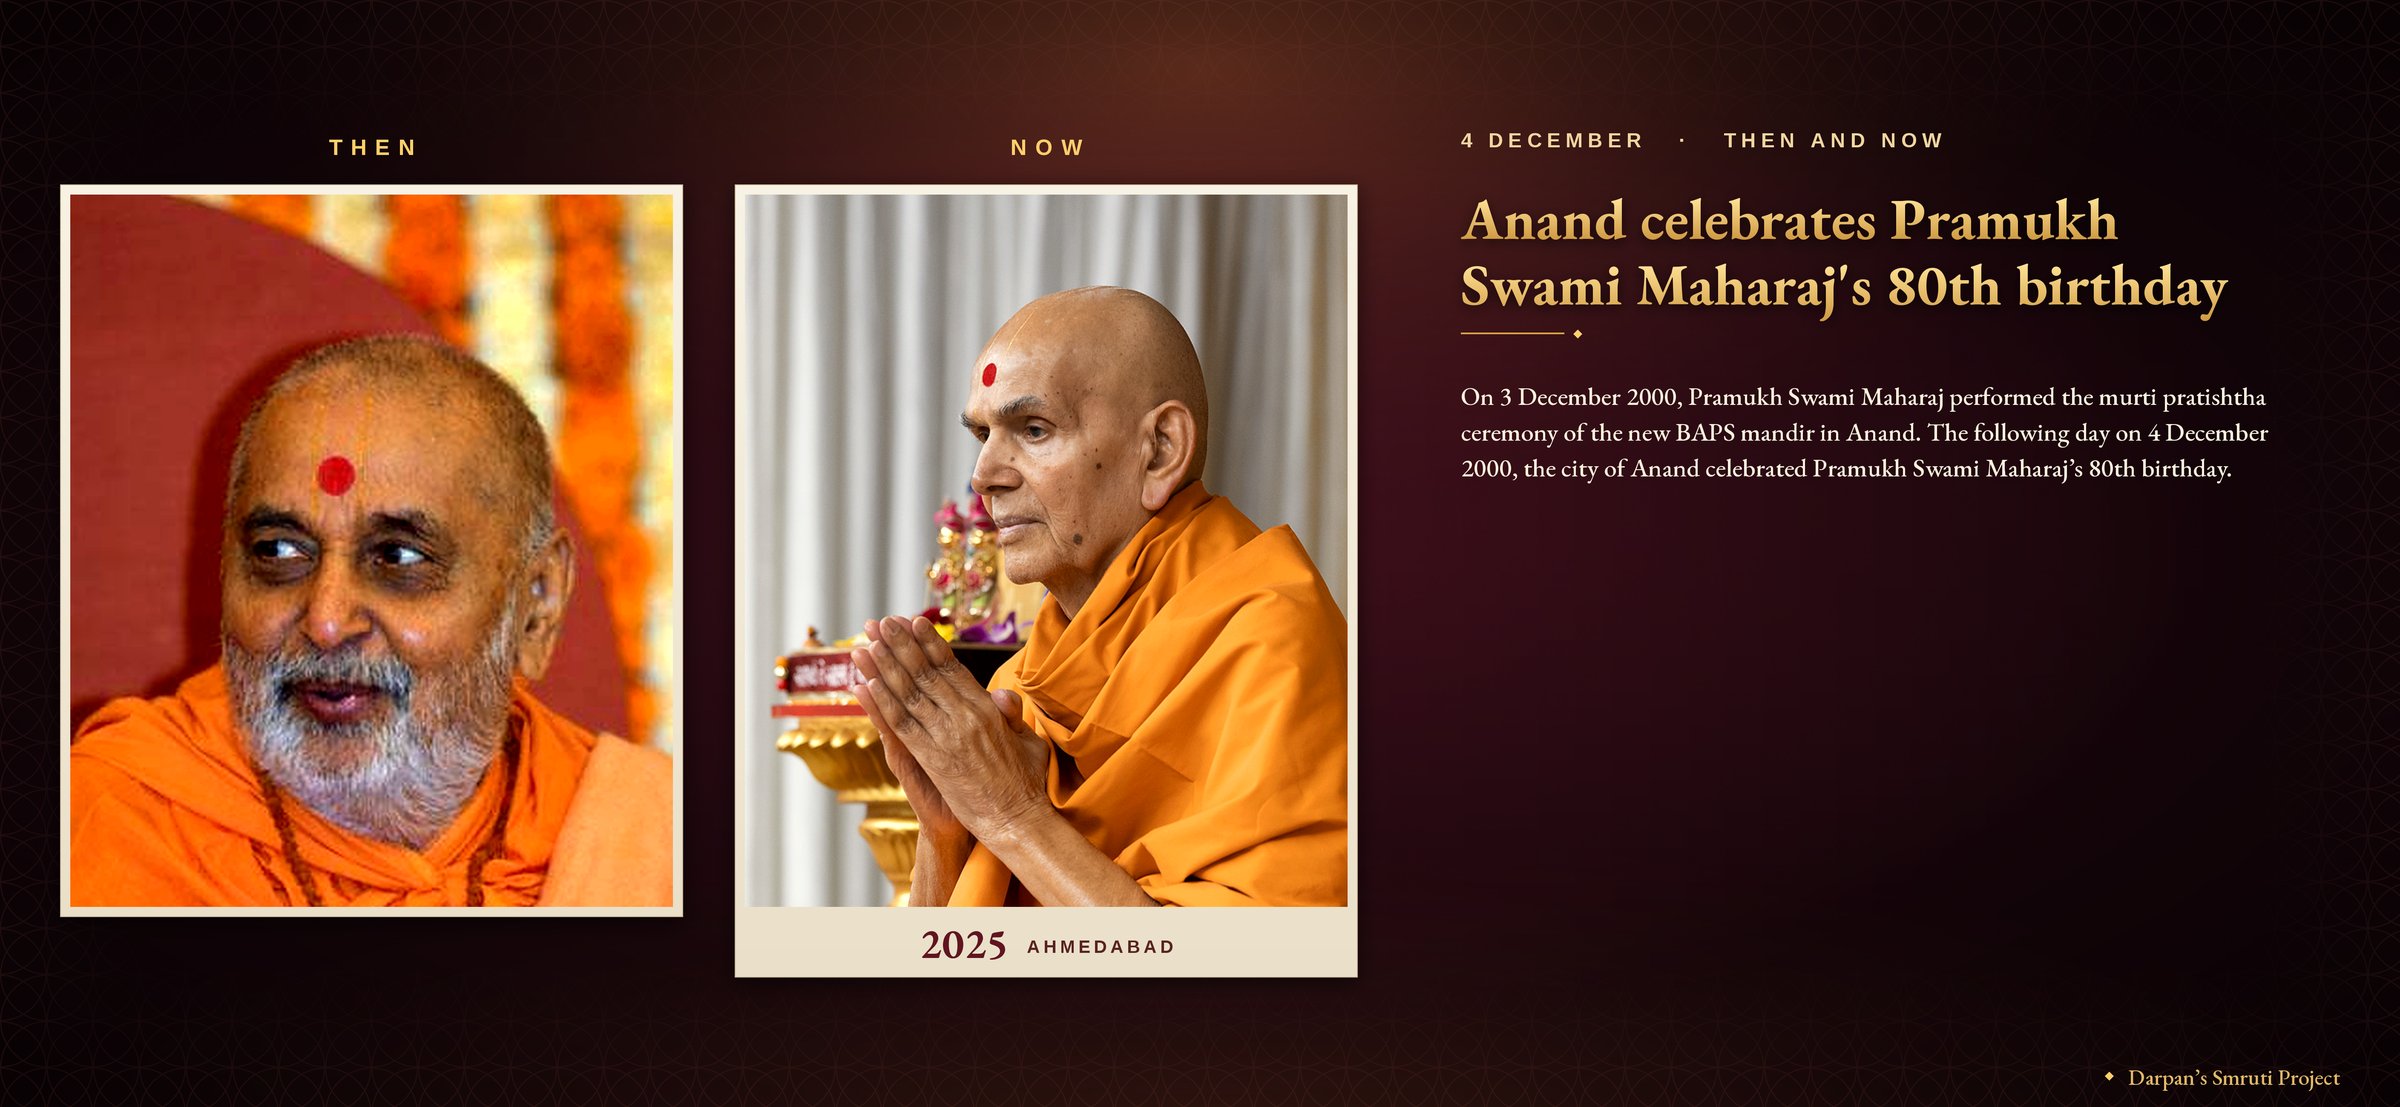 THEN
NOW
2025 AHMEDABAD
4 DECEMBER · THEN AND NOW
Anand celebrates Pramukh
Swami Maharaj's 80th birthday
On 3 December 2000, Pramukh Swami Maharaj performed the murti pratishtha
ceremony of the new BAPS mandir in Anand. The following day on 4 December
2000, the city of Anand celebrated Pramukh Swami Maharaj’s 80th birthday.
Darpan’s Smruti Project